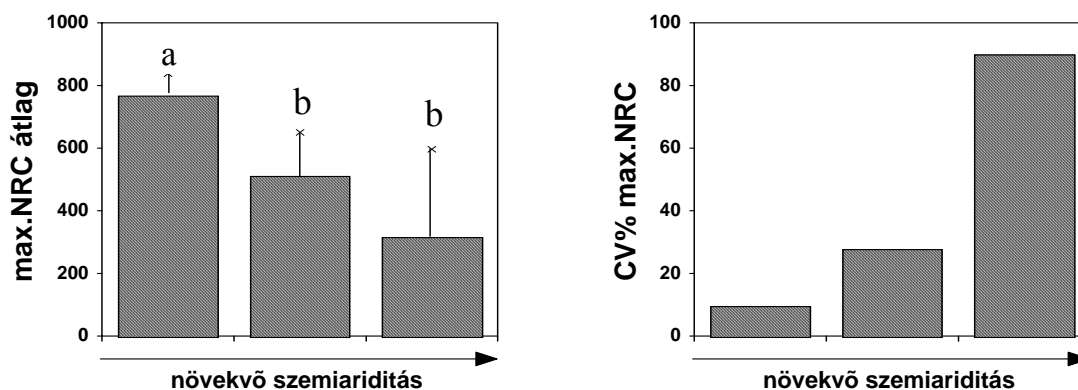 max.NRC átlag
1000
800
600
400
200
0
a
b
b
növekvõ szemiariditás
CV% max.NRC
100
80
60
40
20
0
növekvõ szemiariditás